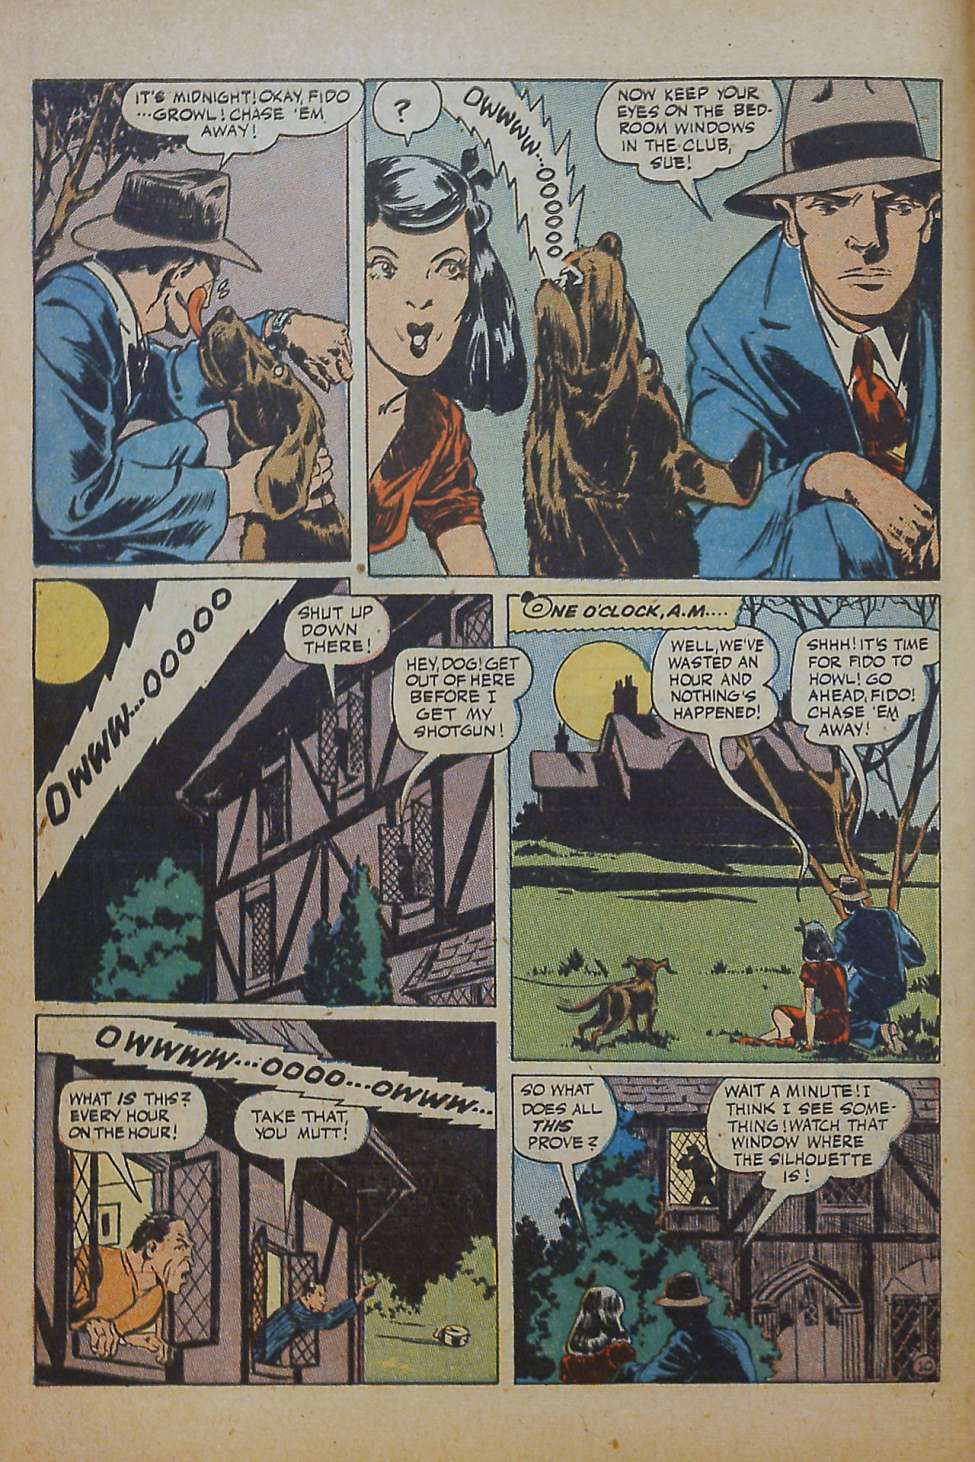 IT'S MIDNIGHT! OKAY, FIDO
...GROWL! CHASE 'EM
AWAY!
?
OWWWW...OOOOOO
NOW KEEP YOUR
EYES ON THE BED-
ROOM WINDOWS
IN THE CLUB,
SUE!
OWWW....OOOOOO
SHUT UP
DOWN
THERE!
HEY, DOG! GET
OUT OF HERE
BEFORE I
GET MY
SHOTGUN!
ONE O'CLOCK, A.M....
WELL, WE'VE
WASTED AN
HOUR AND
NOTHING'S
HAPPENED!
SHHH! IT'S TIME
FOR FIDO TO
HOWL! GO
AHEAD, FIDO!
CHASE 'EM
AWAY!
OWWWW...OOOO...OWWW...
WHAT IS THIS?
EVERY HOUR
ON THE HOUR!
TAKE THAT,
YOU MUTT!
SO WHAT
DOES ALL
THIS
PROVE?
WAIT A MINUTE! I
THINK I SEE SOME-
THING! WATCH THAT
WINDOW WHERE
THE SILHOUETTE
IS!
10